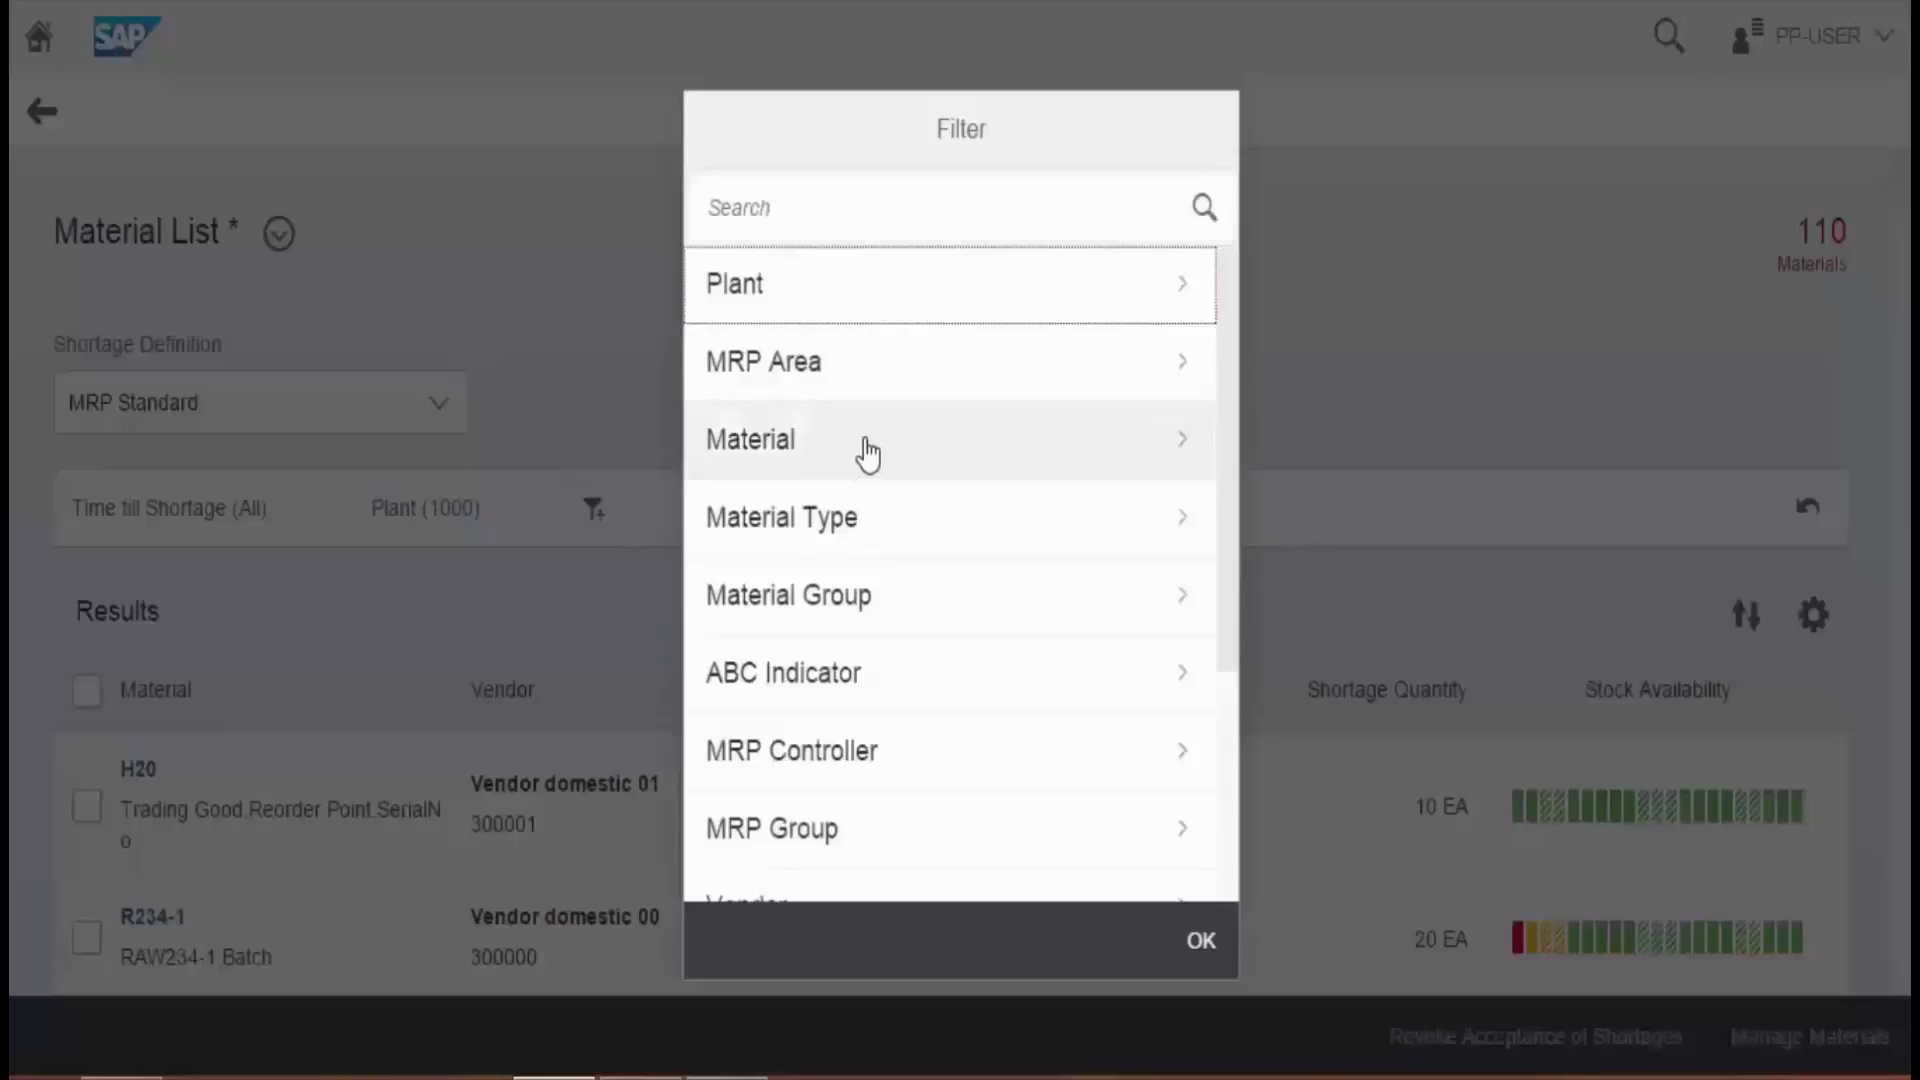 SAP
PP-USER
Filter
Search
Material List *
110
Materials
Plant
MRP Area
Material
Material Type
Material Group
ABC Indicator
MRP Controller
MRP Group
Vendor
OK
Shortage Definition
MRP Standard
Time till Shortage (All)
Plant (1000)
Results
Material
Vendor
Shortage Quantity
Stock Availability
H20
Trading Good.Reorder Point.SerialN
o
Vendor domestic 01
300001
10 EA
R234-1
RAW234-1 Batch
Vendor domestic 00
300000
20 EA
Revoke Acceptance of Shortages
Manage Materials